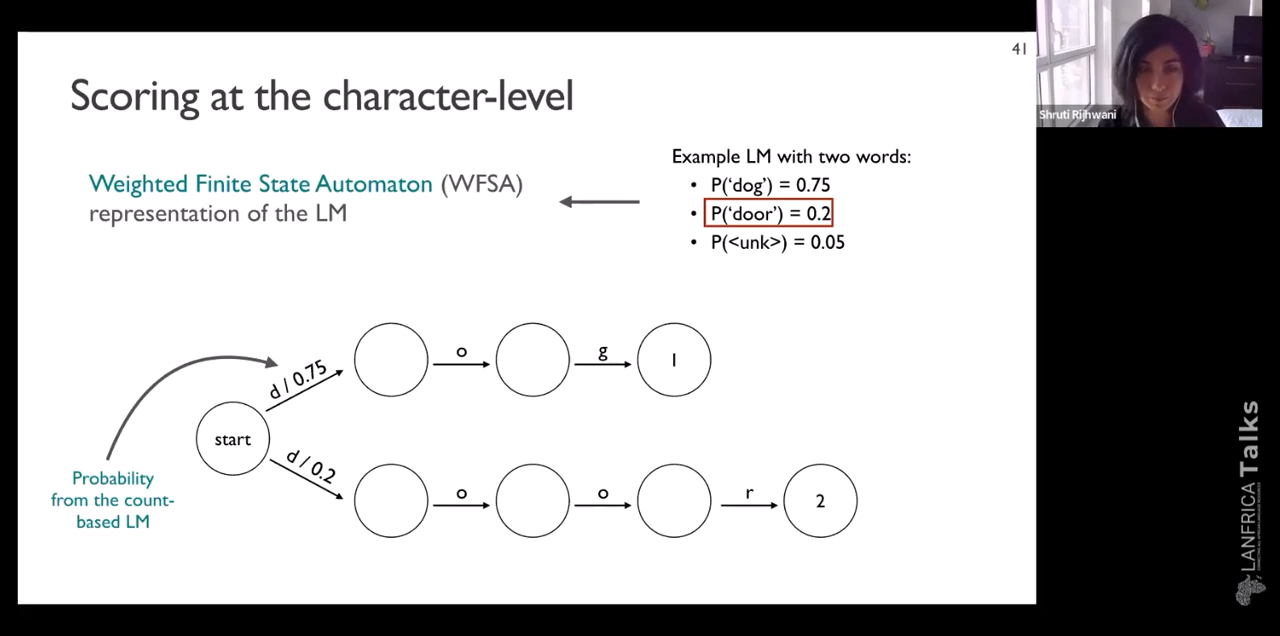 41
Scoring at the character-level
Shruti Rijhwani
Example LM with two words:
Weighted Finite State Automaton (WFSA)
representation of the LM
• P(‘dog’) = 0.75
• P(‘door’) = 0.2
• P(<unk>) = 0.05
d / 0.75
o
g
1
start
d / 0.2
o
o
r
2
Probability
from the count-
based LM
LANFRICA Talks